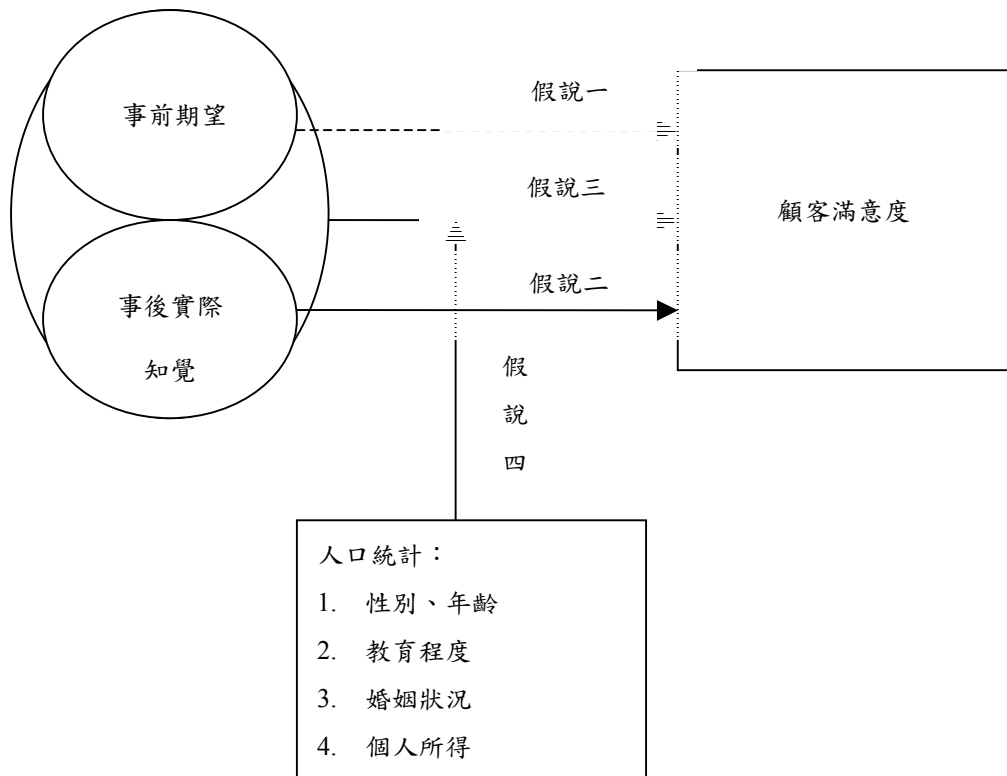 事前期望
事後實際
知覺
假說一
假說三
假說二
假
說
四
顧客滿意度
人口統計：
1. 性別、年齡
2. 教育程度
3. 婚姻狀況
4. 個人所得